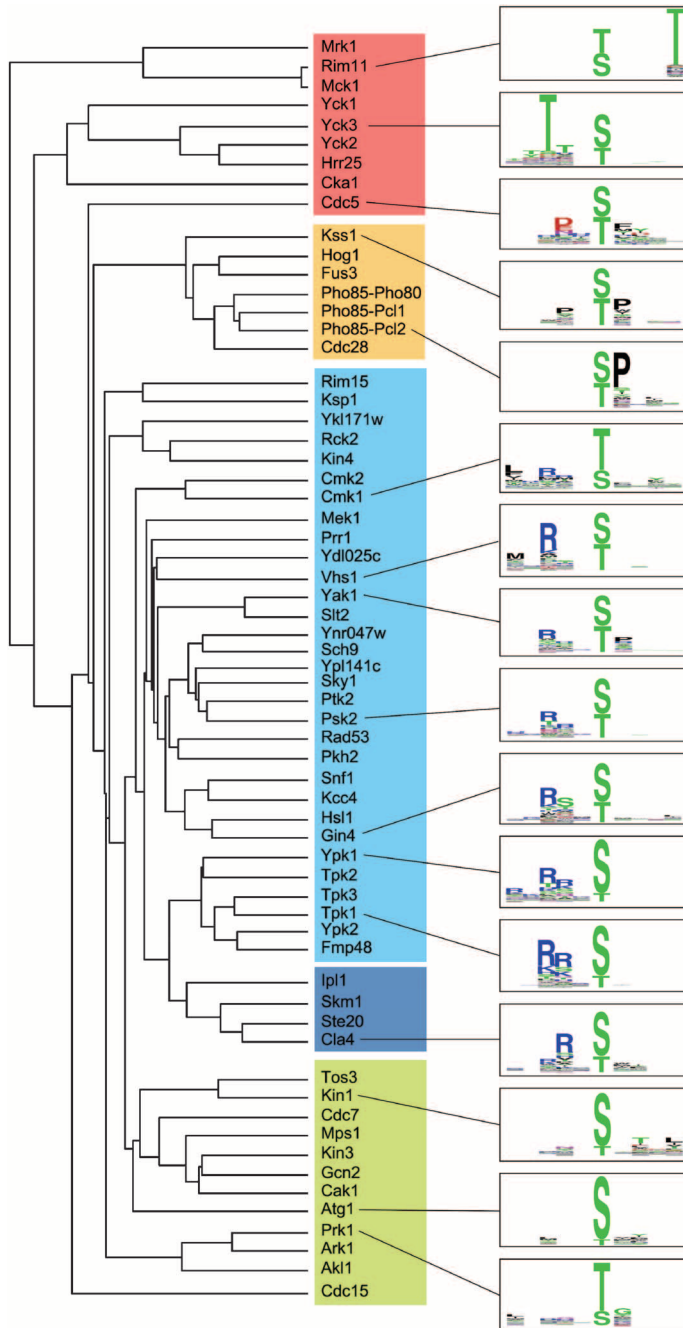 Mrk1
Rim11
Mck1
Yck1
Yck3
Yck2
Hrr25
Cka1
Cdc5
Kss1
Hog1
Fus3
Pho85-Pho80
Pho85-Pcl1
Pho85-Pcl2
Cdc28
Rim15
Ksp1
Ykl171w
Rck2
Kin4
Cmk2
Cmk1
Mek1
Prr1
Ydl025c
Vhs1
Yak1
Slt2
Ynr047w
Sch9
Ypl141c
Sky1
Ptk2
Psk2
Rad53
Pkh2
Snf1
Kcc4
Hsl1
Gin4
Ypk1
Tpk2
Tpk3
Tpk1
Ypk2
Fmp48
Ipl1
Skm1
Ste20
Cla4
Tos3
Kin1
Cdc7
Mps1
Kin3
Gcn2
Cak1
Atg1
Prk1
Ark1
Akl1
Cdc15
T
S
T
T
S
T
P
S
T
P
S
T
P
S
T
P
L
R
T
S
M
R
S
T
R
S
T
P
R
R
S
T
R
S
S
T
R
R
R
S
T
R
R
S
T
R
R
S
T
S
T
T
L
S
T
T
S
G